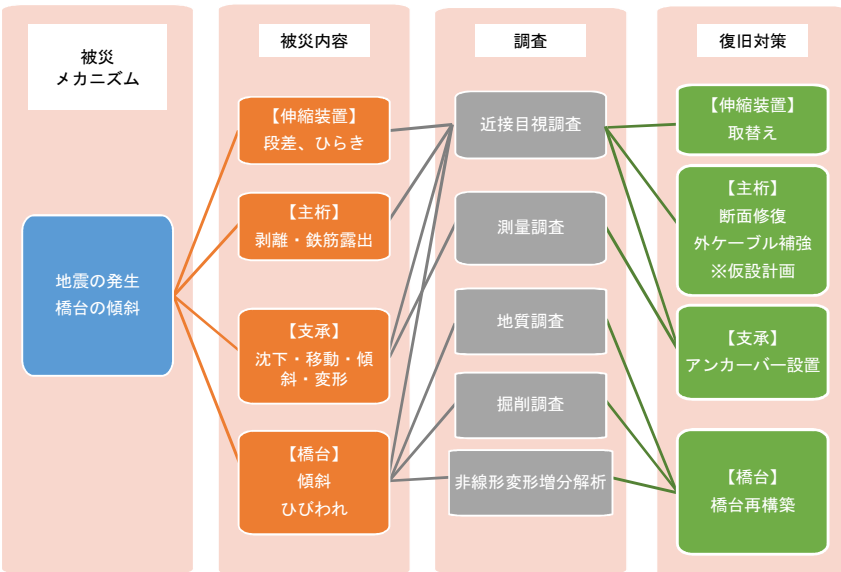 被災
メカニズム
地震の発生
橋台の傾斜
被災内容
【伸縮装置】
段差、ひらき
【主桁】
剥離・鉄筋露出
【支承】
沈下・移動・傾
斜・変形
【橋台】
傾斜
ひびわれ
調査
近接目視調査
測量調査
地質調査
掘削調査
非線形変形増分解析
復旧対策
【伸縮装置】
取替え
【主桁】
断面修復
外ケーブル補強
※仮設計画
【支承】
アンカーバー設置
【橋台】
橋台再構築